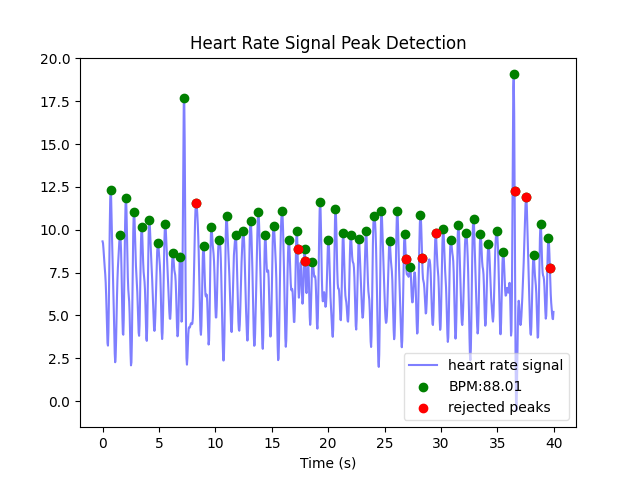 Heart Rate Signal Peak Detection
20.0
17.5
15.0
12.5
10.0
7.5
5.0
2.5
0.0
heart rate signal
BPM:88.01
rejected peaks
0 5 10 15 20 25 30 35 40
Time (s)